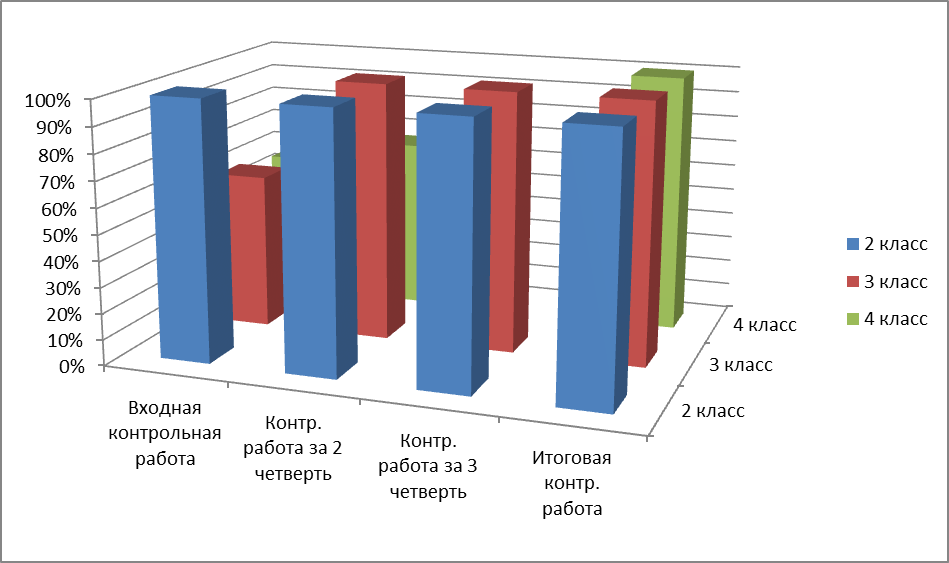 100%
90%
80%
70%
60%
50%
40%
30%
20%
10%
0%
Входная
контрольная
работа
Контр.
работа за 2
четверть
Контр.
работа за 3
четверть
Итоговая
контр.
работа
4 класс
3 класс
2 класс
2 класс
3 класс
4 класс